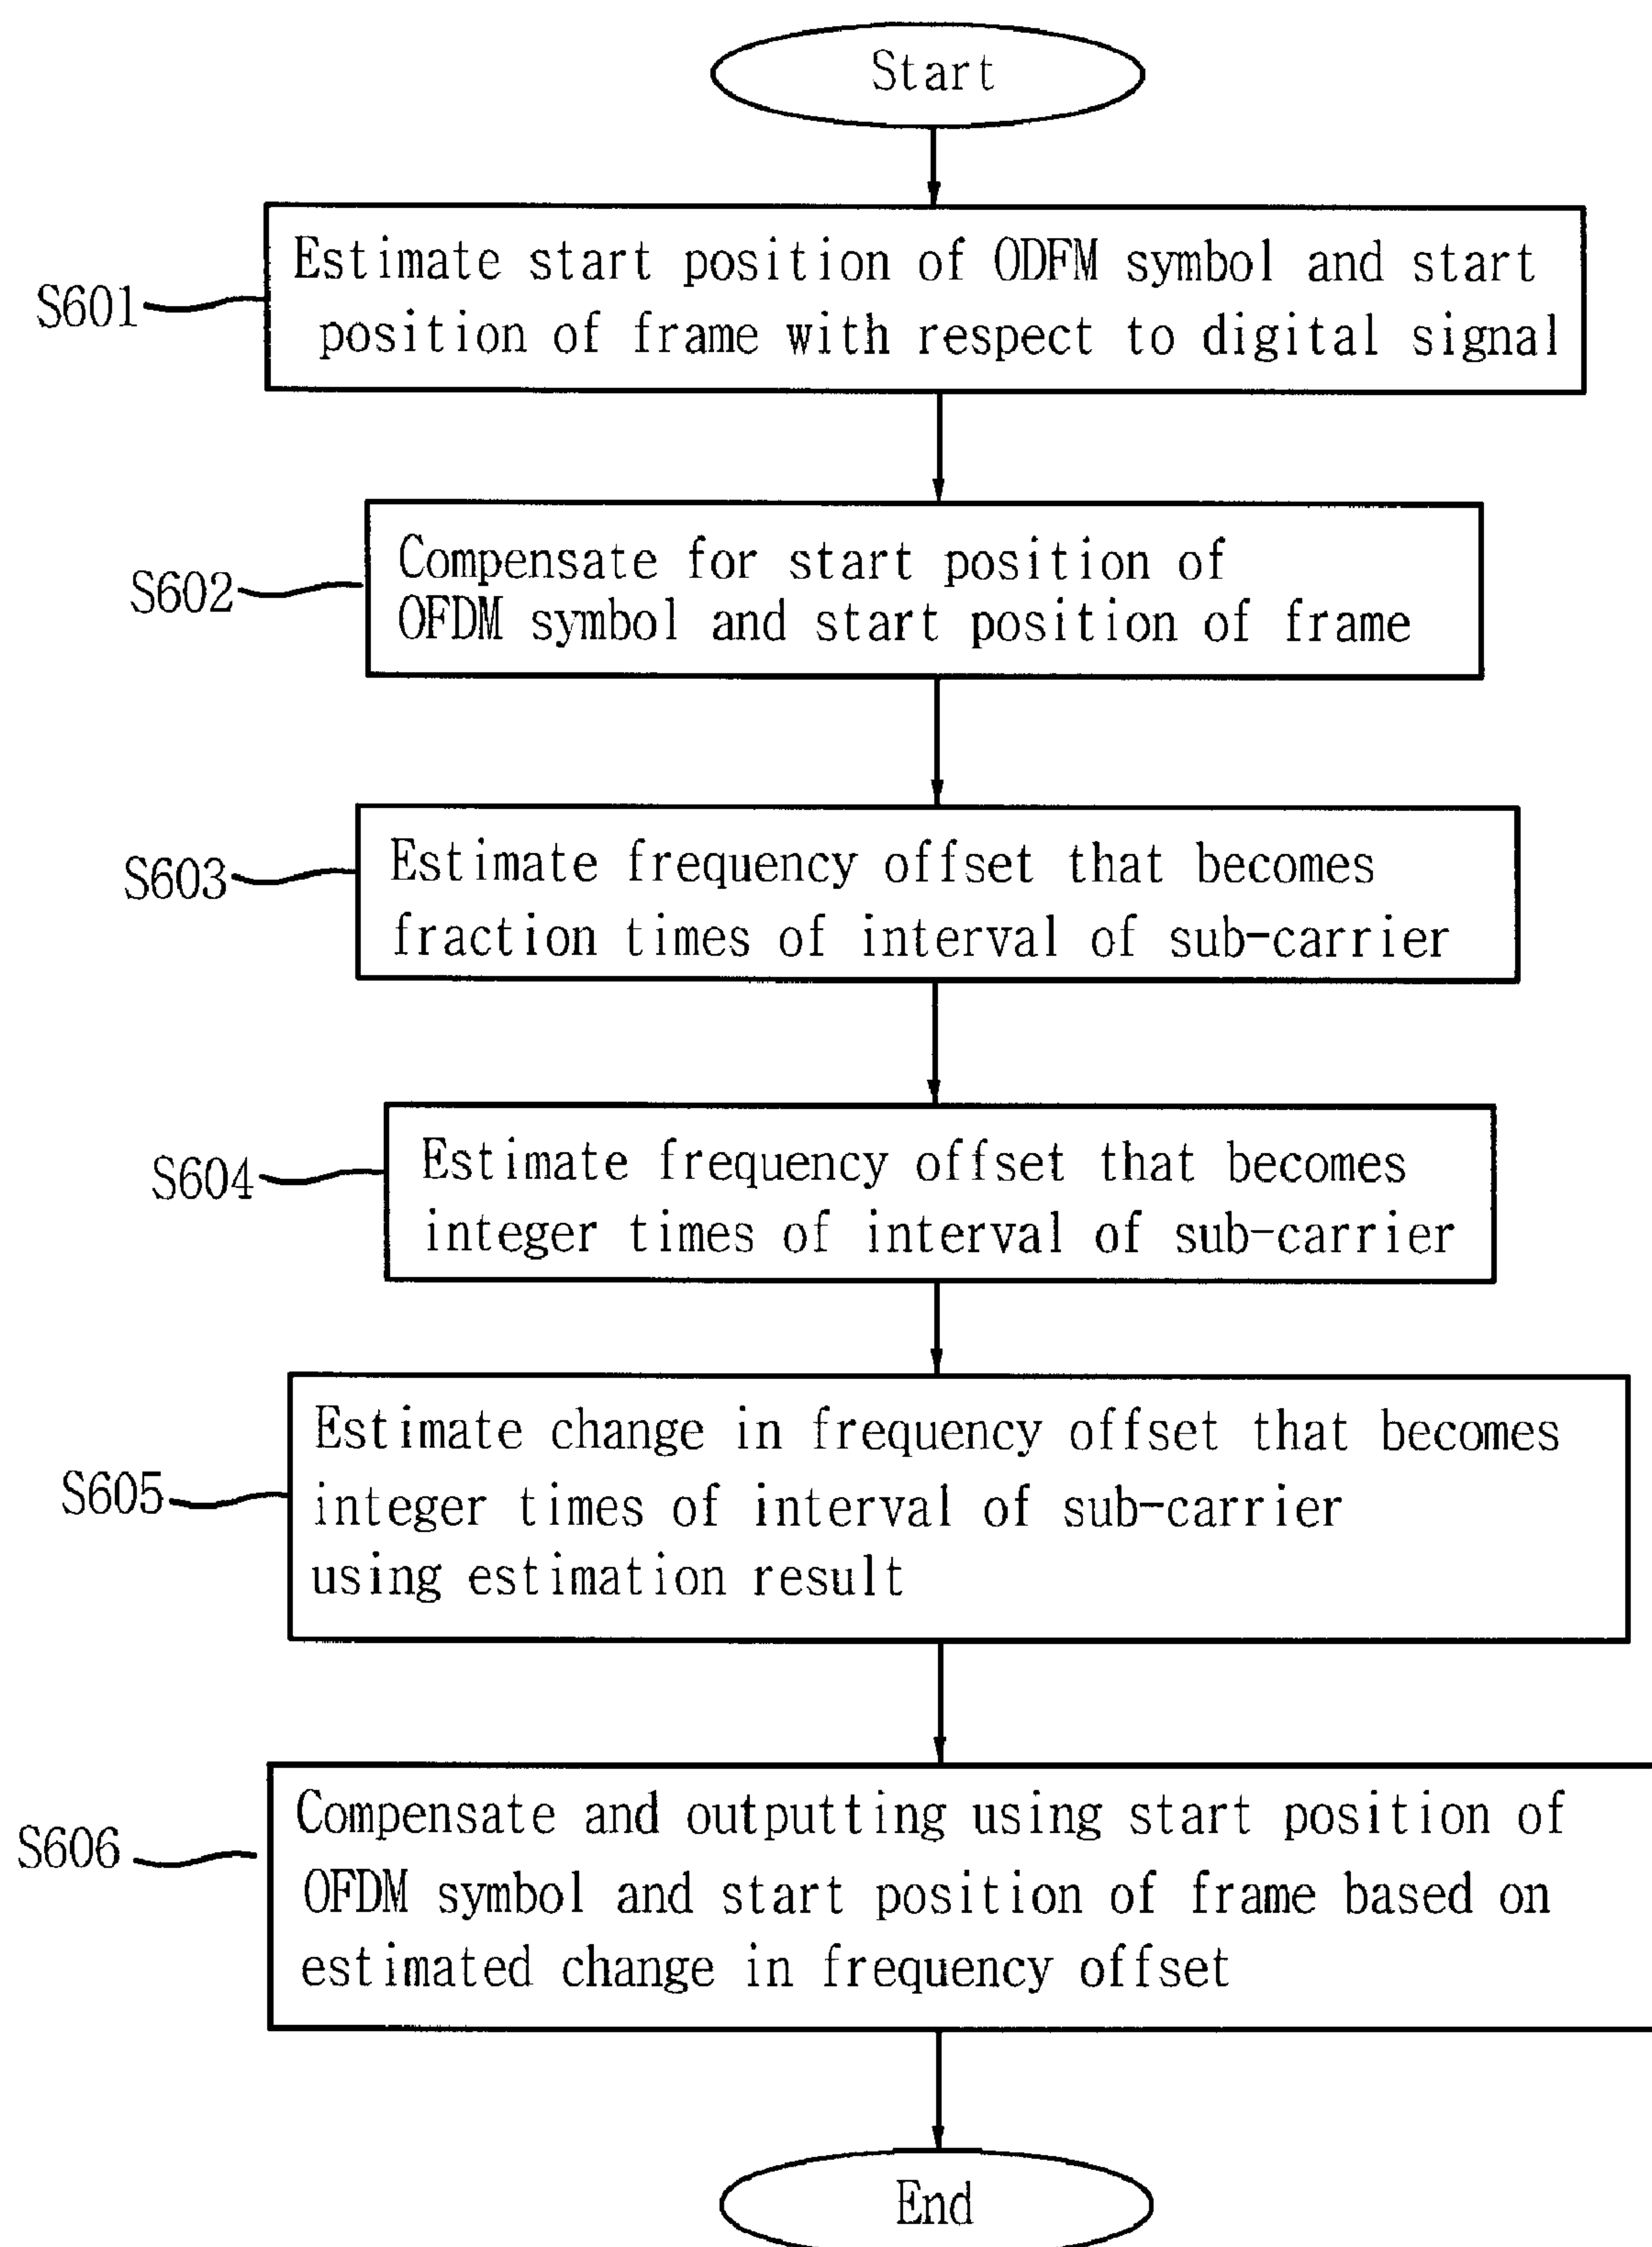 Start
S601
Estimate start position of ODFM symbol and start
position of frame with respect to digital signal
S602
Compensate for start position of
OFDM symbol and start position of frame
S603
Estimate frequency offset that becomes
fraction times of interval of sub-carrier
S604
Estimate frequency offset that becomes
integer times of interval of sub-carrier
S605
Estimate change in frequency offset that becomes
integer times of interval of sub-carrier
using estimation result
S606
Compensate and outputting using start position of
OFDM symbol and start position of frame based on
estimated change in frequency offset
End